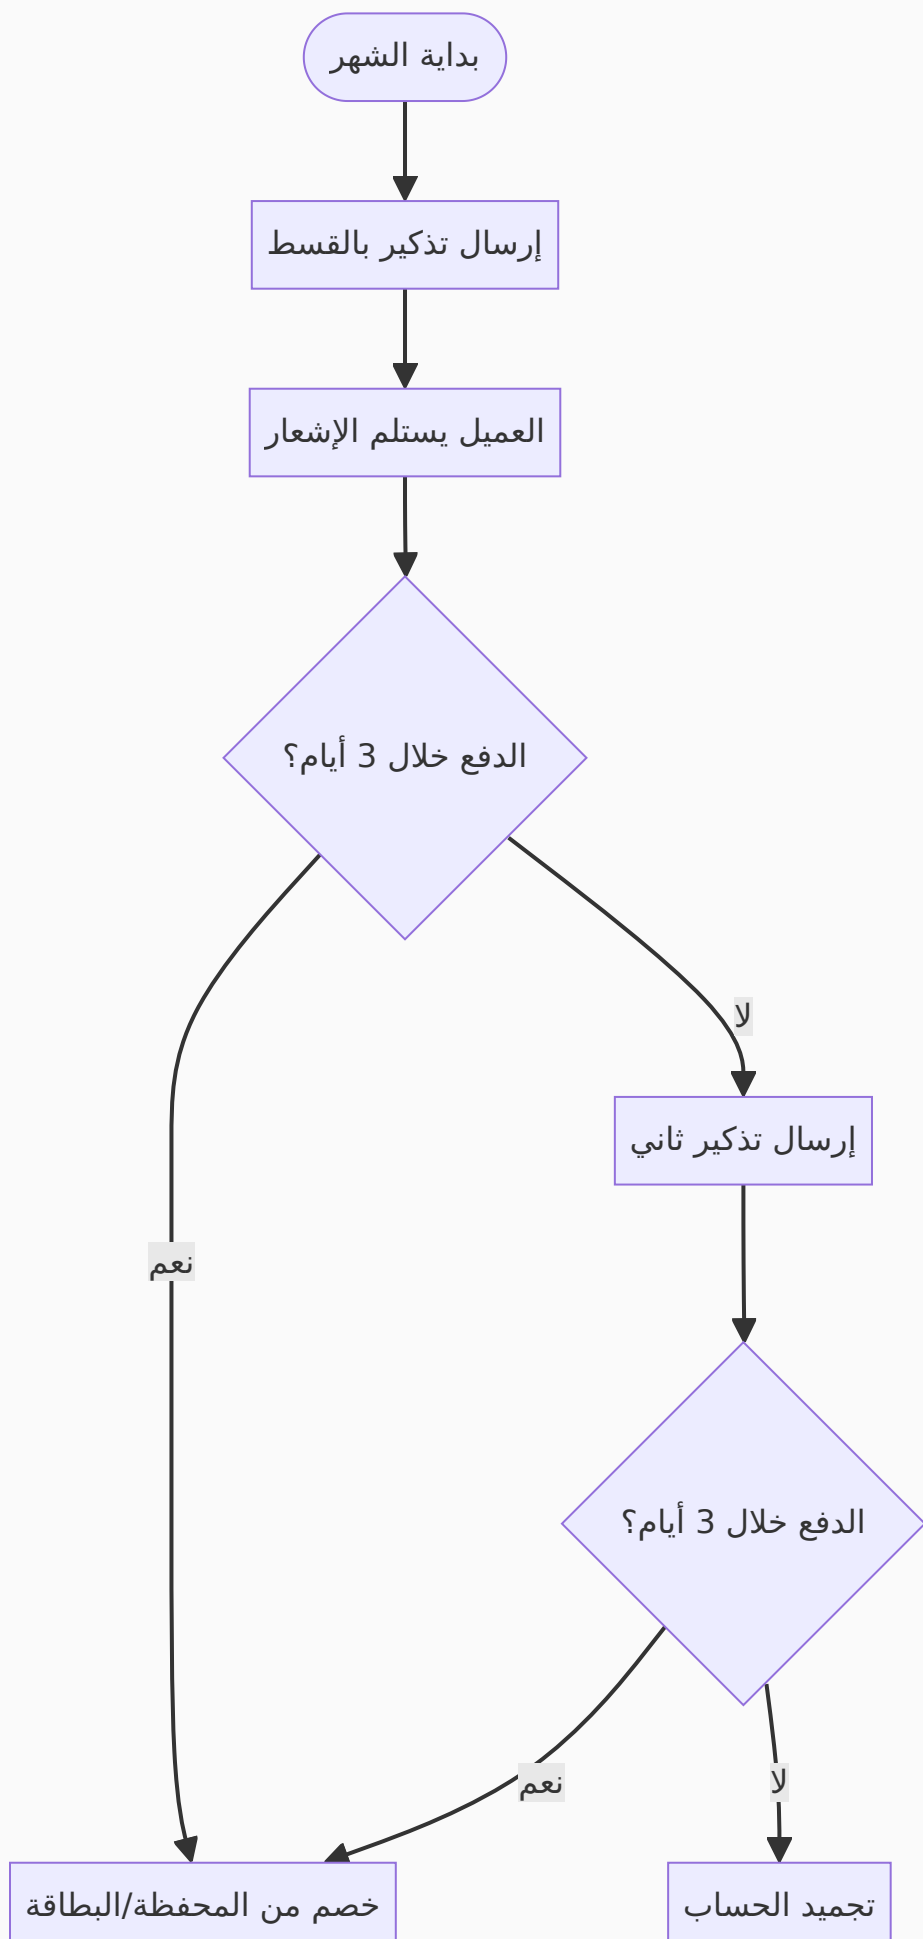 بداية الشهر
إرسال تذكير بالقسط
العميل يستلم الإشعار
الدفع خلال 3 أيام؟
لا
إرسال تذكير ثاني
نعم
الدفع خلال 3 أيام؟
نعم
لا
خصم من المحفظة/البطاقة
تجميد الحساب